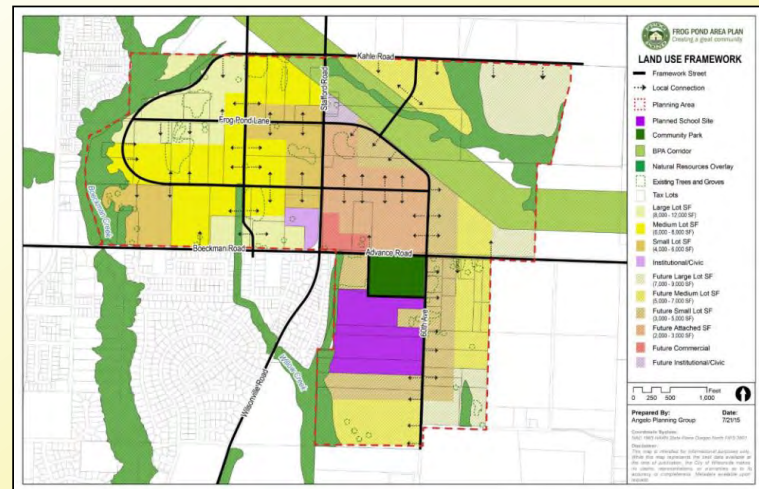 Kahle Road
Stafford Road
Frog Pond Lane
Boeckman Creek
Boeckman Road
Advance Road
60th Ave
Willow Creek
Wilsonville Road
FROG POND AREA PLAN
Creating a great community
LAND USE FRAMEWORK
Framework Street
Local Connection
Planning Area
Planned School Site
Community Park
BPA Corridor
Natural Resources Overlay
Existing Trees and Groves
Tax Lots
Large Lot SF
(8,000 - 12,000 SF)
Medium Lot SF
(6,000 - 8,000 SF)
Small Lot SF
(4,000 - 6,000 SF)
Institutional/Civic
Future Large Lot SF
(7,000 - 9,000 SF)
Future Medium Lot SF
(5,000 - 7,000 SF)
Future Small Lot SF
(3,000 - 5,000 SF)
Future Attached SF
(2,000 - 3,000 SF)
Future Commercial
Future Institutional/Civic
Feet
0 250 500 1,000
Prepared By: Date:
Angelo Planning Group 7/21/15